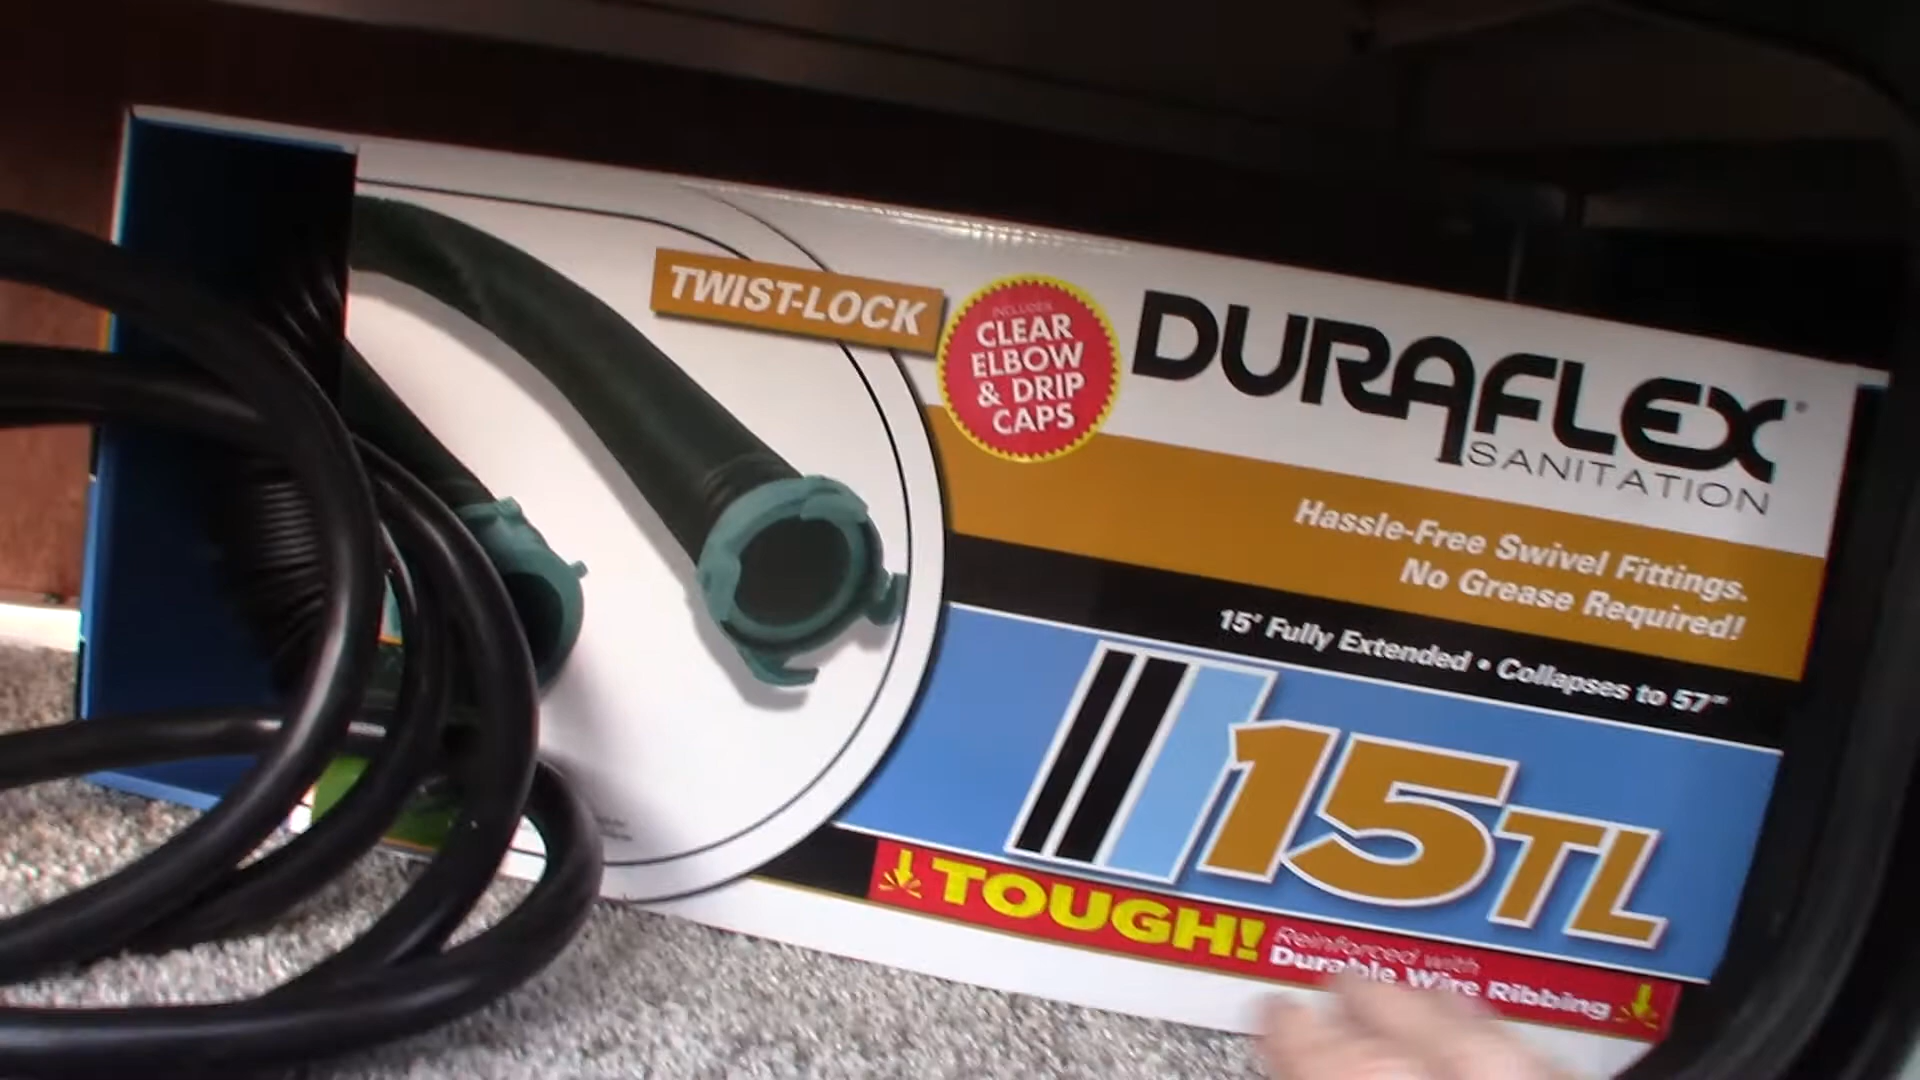 TWIST-LOCK
INCLUDES
CLEAR
ELBOW
& DRIP
CAPS
DURAFLEX®
SANITATION
Hassle-Free Swivel Fittings.
No Grease Required!
15' Fully Extended • Collapses to 57"
15TL
TOUGH!
Reinforced with
Durable Wire Ribbing